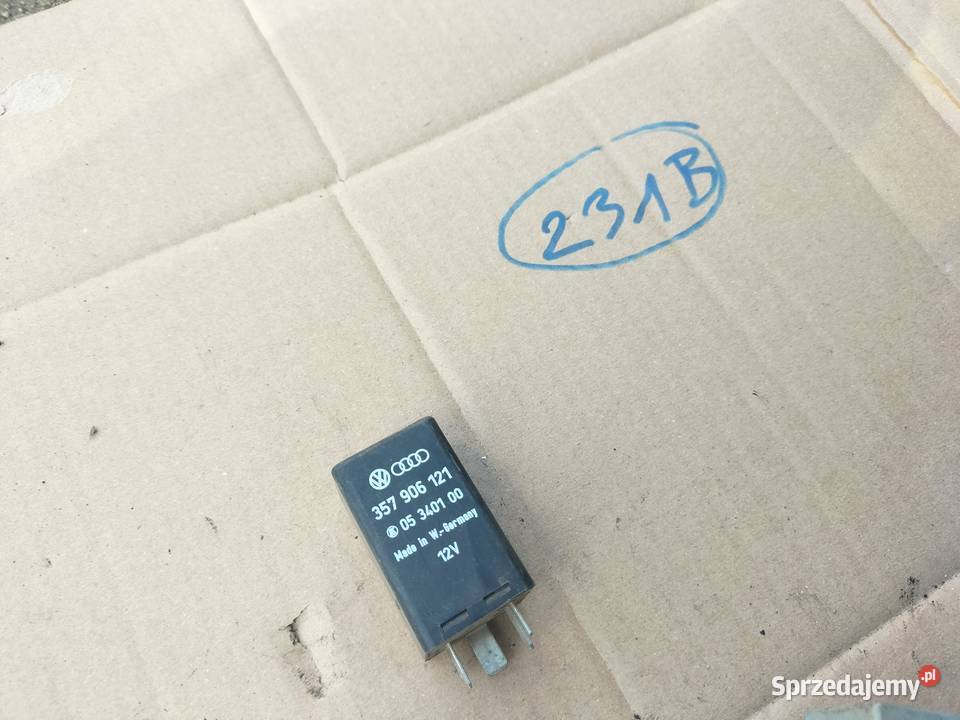 231B
357 906 121
05 3401 00
Made in W.-Germany
12V
Sprzedajemy.pl